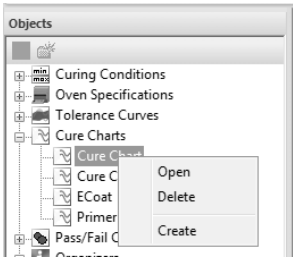 Objects
min
max
Curing Conditions
Oven Specifications
Tolerance Curves
Cure Charts
Cure Chart
Cure C
ECoat
Primer
Pass/Fail C
Open
Delete
Create